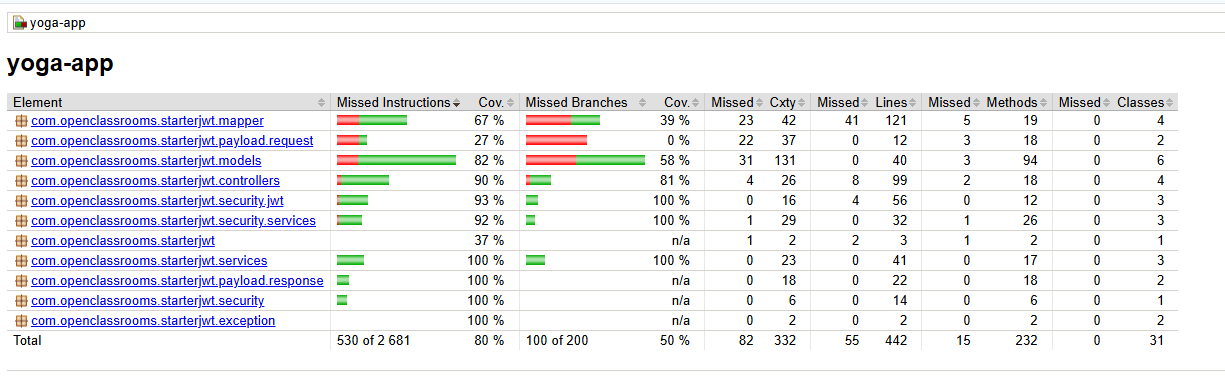 yoga-app
yoga-app
Element Missed Instructions Cov. Missed Branches Cov. Missed Cxty Missed Lines Missed Methods Missed Classes
com.openclassrooms.starterjwt.mapper 67 % 39 % 23 42 41 121 5 19 0 4
com.openclassrooms.starterjwt.payload.request 27 % 0 % 22 37 0 12 3 18 0 2
com.openclassrooms.starterjwt.models 82 % 58 % 31 131 0 40 3 94 0 6
com.openclassrooms.starterjwt.controllers 90 % 81 % 4 26 8 99 2 18 0 4
com.openclassrooms.starterjwt.security.jwt 93 % 100 % 0 16 4 56 0 12 0 3
com.openclassrooms.starterjwt.security.services 92 % 100 % 1 29 0 32 1 26 0 3
com.openclassrooms.starterjwt 37 % n/a 1 2 2 3 1 2 0 1
com.openclassrooms.starterjwt.services 100 % 100 % 0 23 0 41 0 17 0 3
com.openclassrooms.starterjwt.payload.response 100 % n/a 0 18 0 22 0 18 0 2
com.openclassrooms.starterjwt.security 100 % n/a 0 6 0 14 0 6 0 1
com.openclassrooms.starterjwt.exception 100 % n/a 0 2 0 2 0 2 0 2
Total 530 of 2 681 80 % 100 of 200 50 % 82 332 55 442 15 232 0 31